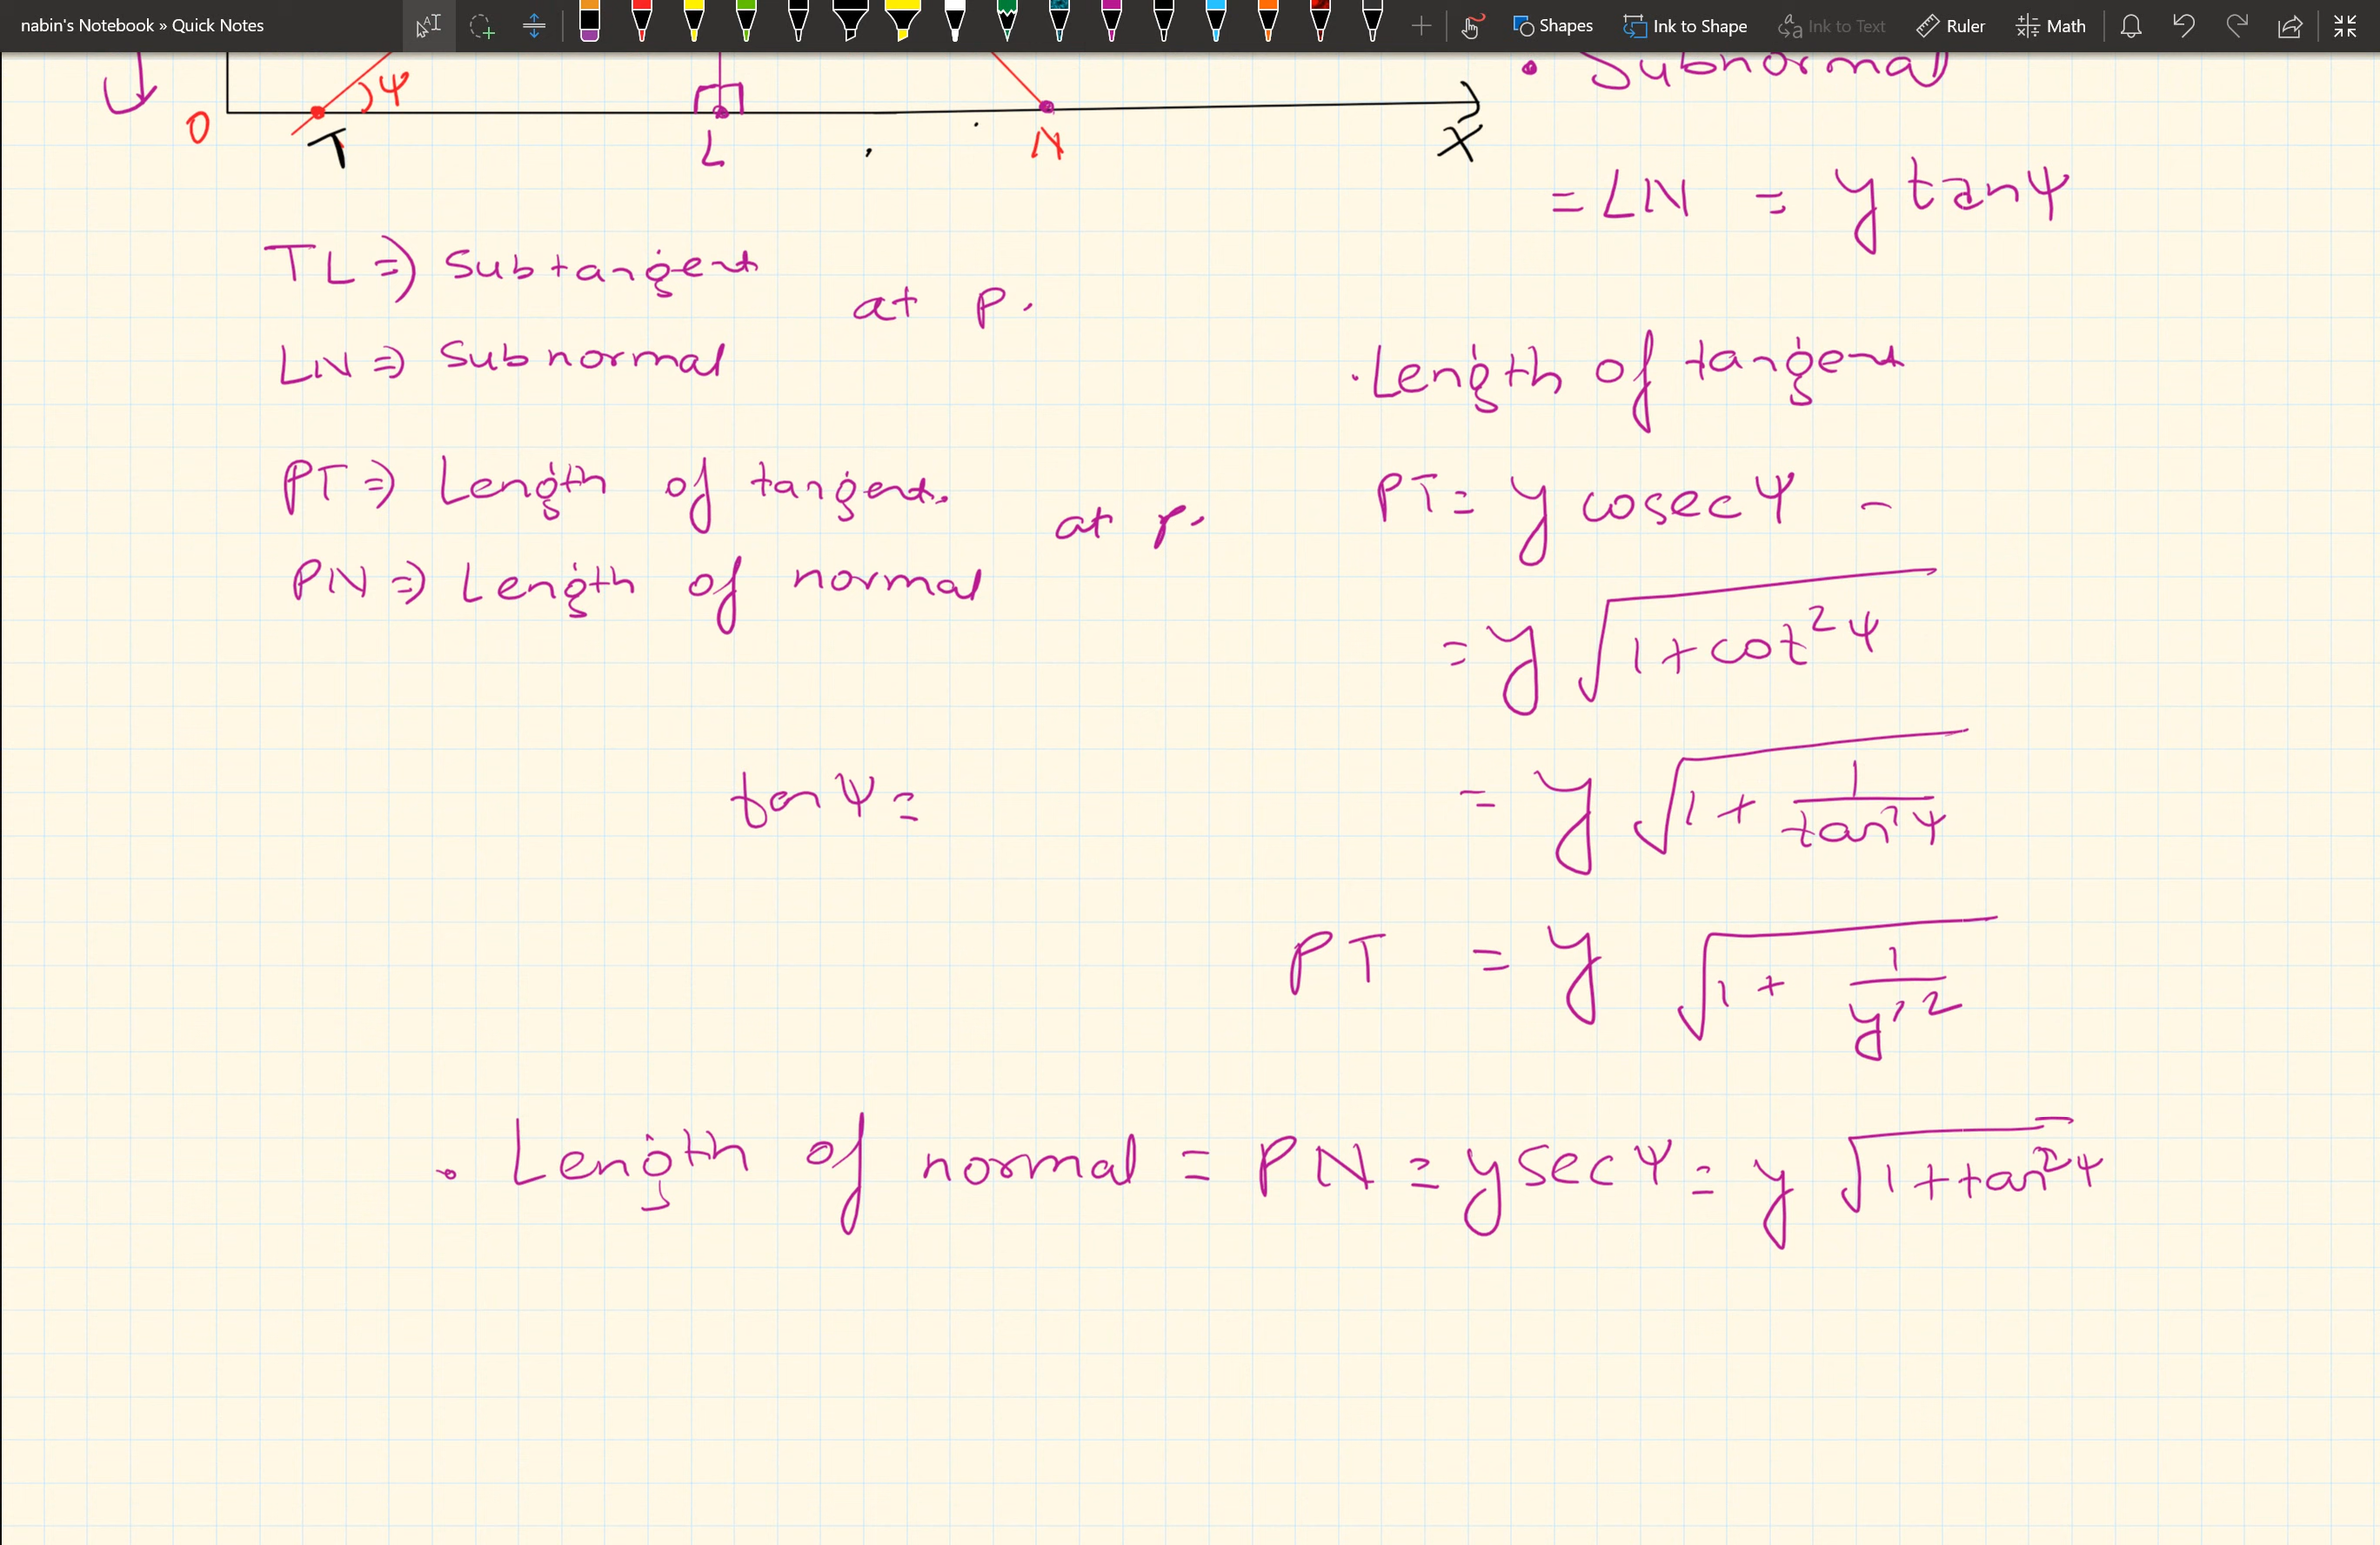 nabin's Notebook » Quick Notes
Shapes Ink to Shape Ink to Text Ruler Math
ψ
O T L N X
• Subnormal
= LN = y tanψ
TL ⇒ Subtangent
at P.
LN ⇒ Subnormal
PT ⇒ Length of tangent.
at P.
PN ⇒ Length of normal
tanψ =
· Length of tangent
PT = y cosec ψ -
= y √(1+cot²ψ)
= y √(1 + 1/tan²ψ)
PT = y √(1 + 1/y'²)
• Length of normal = PN = y sec ψ = y √(1+tan²ψ)